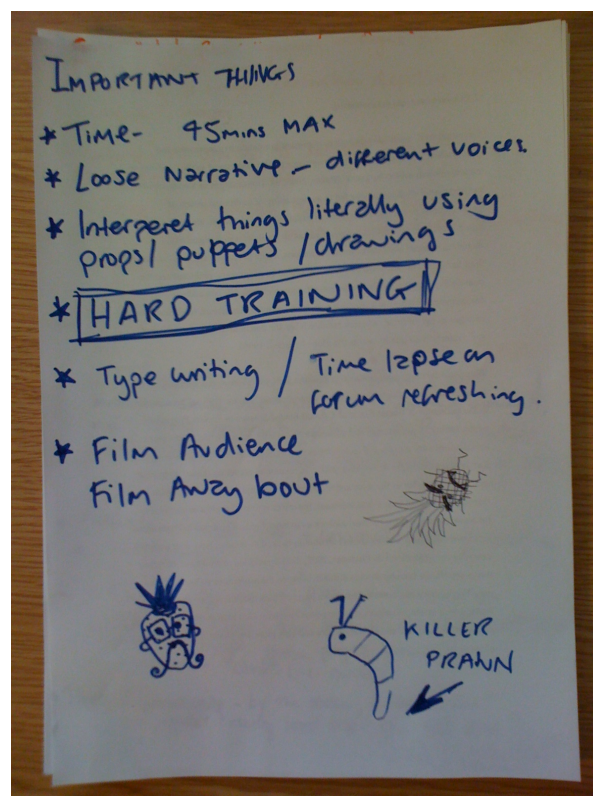 IMPORTANT THINGS
* TIME- 45mins MAX
* Loose Narrative - different voices.
* Interperet things literally using
props/ puppets /drawings
* HARD TRAINING
* Type writing / Time lapse on
forum refreshing.
* Film Audience
Film Away bout
KILLER
PRAWN